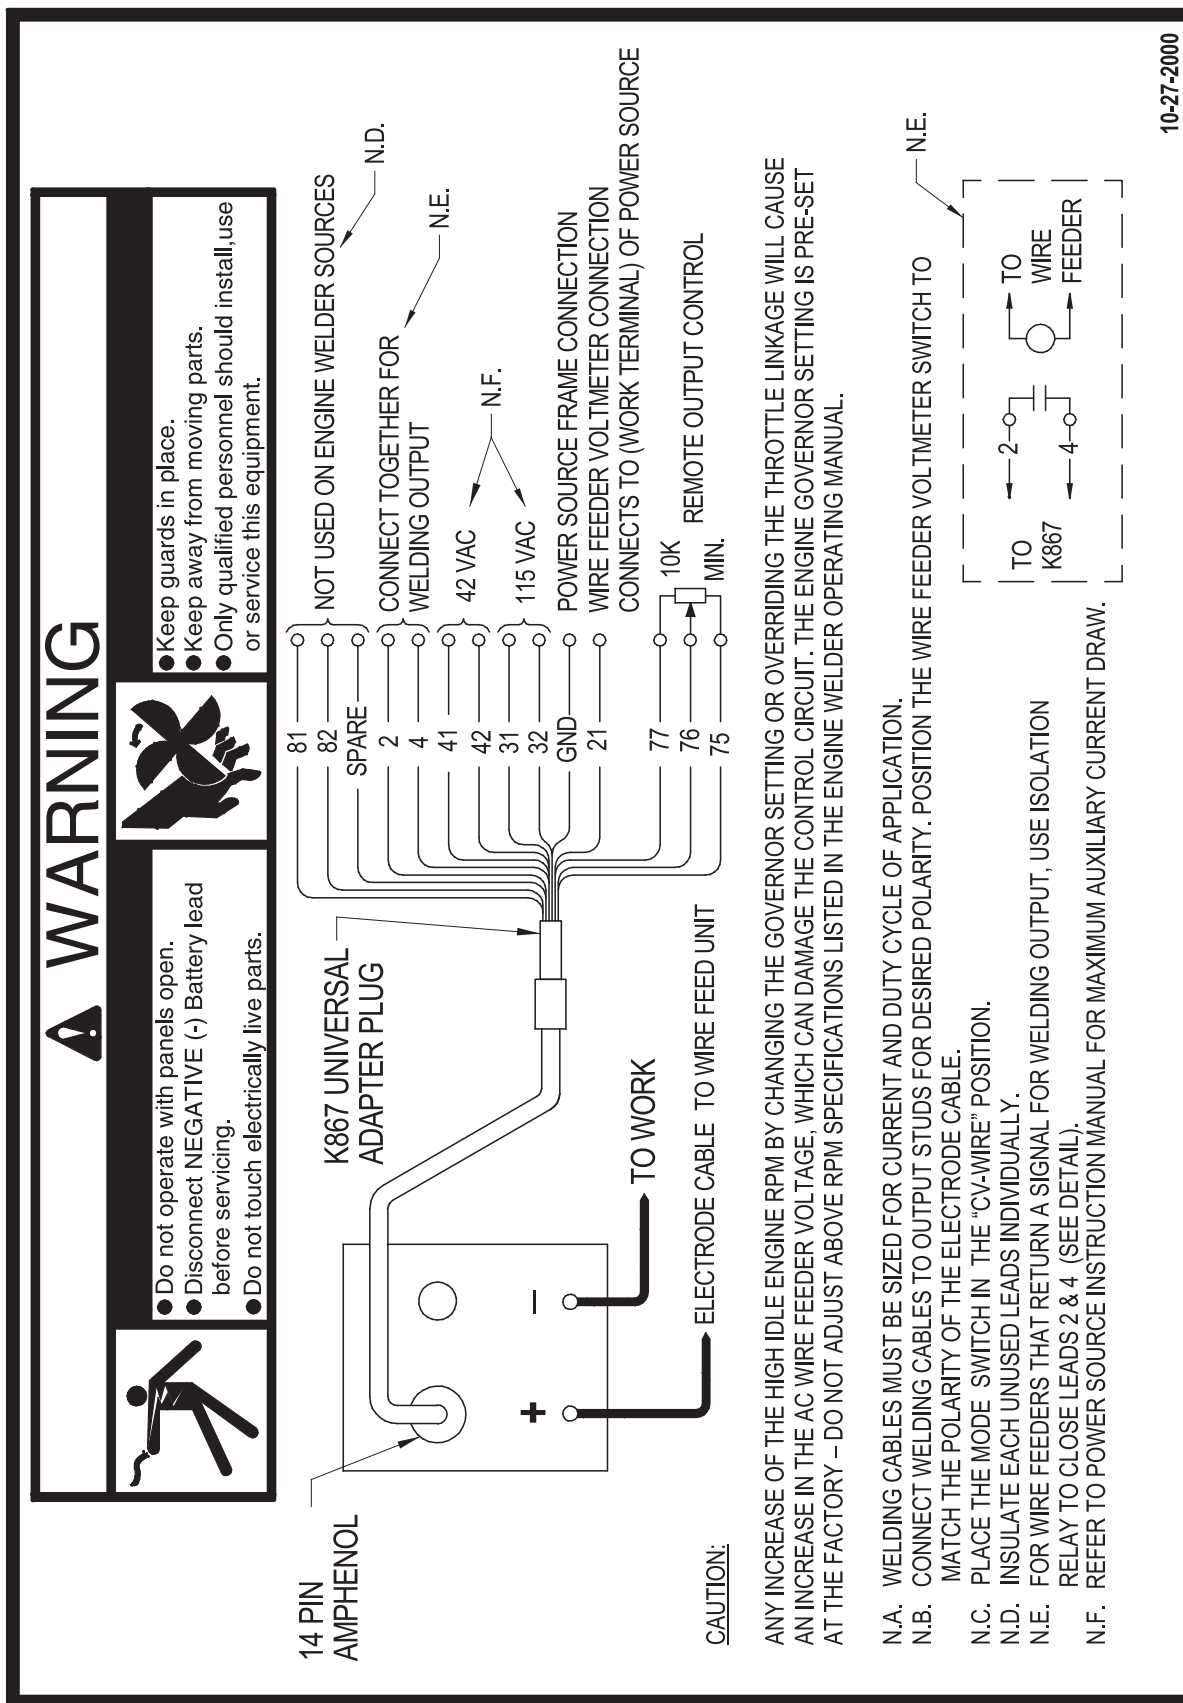 WARNING
● Do not operate with panels open.
● Disconnect NEGATIVE (-) Battery lead
before servicing.
● Do not touch electrically live parts.
● Keep guards in place.
● Keep away from moving parts.
● Only qualified personnel should install,use
or service this equipment.
14 PIN
AMPHENOL
K867 UNIVERSAL
ADAPTER PLUG
+
–
TO WORK
ELECTRODE CABLE TO WIRE FEED UNIT
81
82
SPARE
2
4
41
42
31
32
GND
21
77
76
75
NOT USED ON ENGINE WELDER SOURCES
N.D.
CONNECT TOGETHER FOR
WELDING OUTPUT
N.E.
42 VAC
N.F.
115 VAC
POWER SOURCE FRAME CONNECTION
WIRE FEEDER VOLTMETER CONNECTION
CONNECTS TO (WORK TERMINAL) OF POWER SOURCE
10K
REMOTE OUTPUT CONTROL
MIN.
CAUTION:
ANY INCREASE OF THE HIGH IDLE ENGINE RPM BY CHANGING THE GOVERNOR SETTING OR OVERRIDING THE THROTTLE LINKAGE WILL CAUSE
AN INCREASE IN THE AC WIRE FEEDER VOLTAGE, WHICH CAN DAMAGE THE CONTROL CIRCUIT. THE ENGINE GOVERNOR SETTING IS PRE-SET
AT THE FACTORY – DO NOT ADJUST ABOVE RPM SPECIFICATIONS LISTED IN THE ENGINE WELDER OPERATING MANUAL.
N.A. WELDING CABLES MUST BE SIZED FOR CURRENT AND DUTY CYCLE OF APPLICATION.
N.B. CONNECT WELDING CABLES TO OUTPUT STUDS FOR DESIRED POLARITY. POSITION THE WIRE FEEDER VOLTMETER SWITCH TO
MATCH THE POLARITY OF THE ELECTRODE CABLE.
N.C. PLACE THE MODE SWITCH IN THE "CV-WIRE" POSITION.
N.D. INSULATE EACH UNUSED LEADS INDIVIDUALLY.
N.E. FOR WIRE FEEDERS THAT RETURN A SIGNAL FOR WELDING OUTPUT, USE ISOLATION
RELAY TO CLOSE LEADS 2 & 4 (SEE DETAIL).
N.F. REFER TO POWER SOURCE INSTRUCTION MANUAL FOR MAXIMUM AUXILIARY CURRENT DRAW.
N.E.
TO
K867
2
4
TO
WIRE
FEEDER
10-27-2000